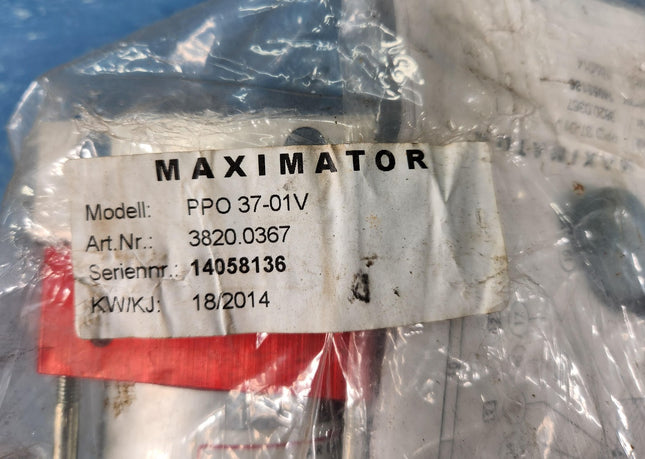 MAXIMATOR
Modell: PPO 37-01V
Art.Nr.: 3820.0367
Seriennr.: 14058136
KW/KJ: 18/2014